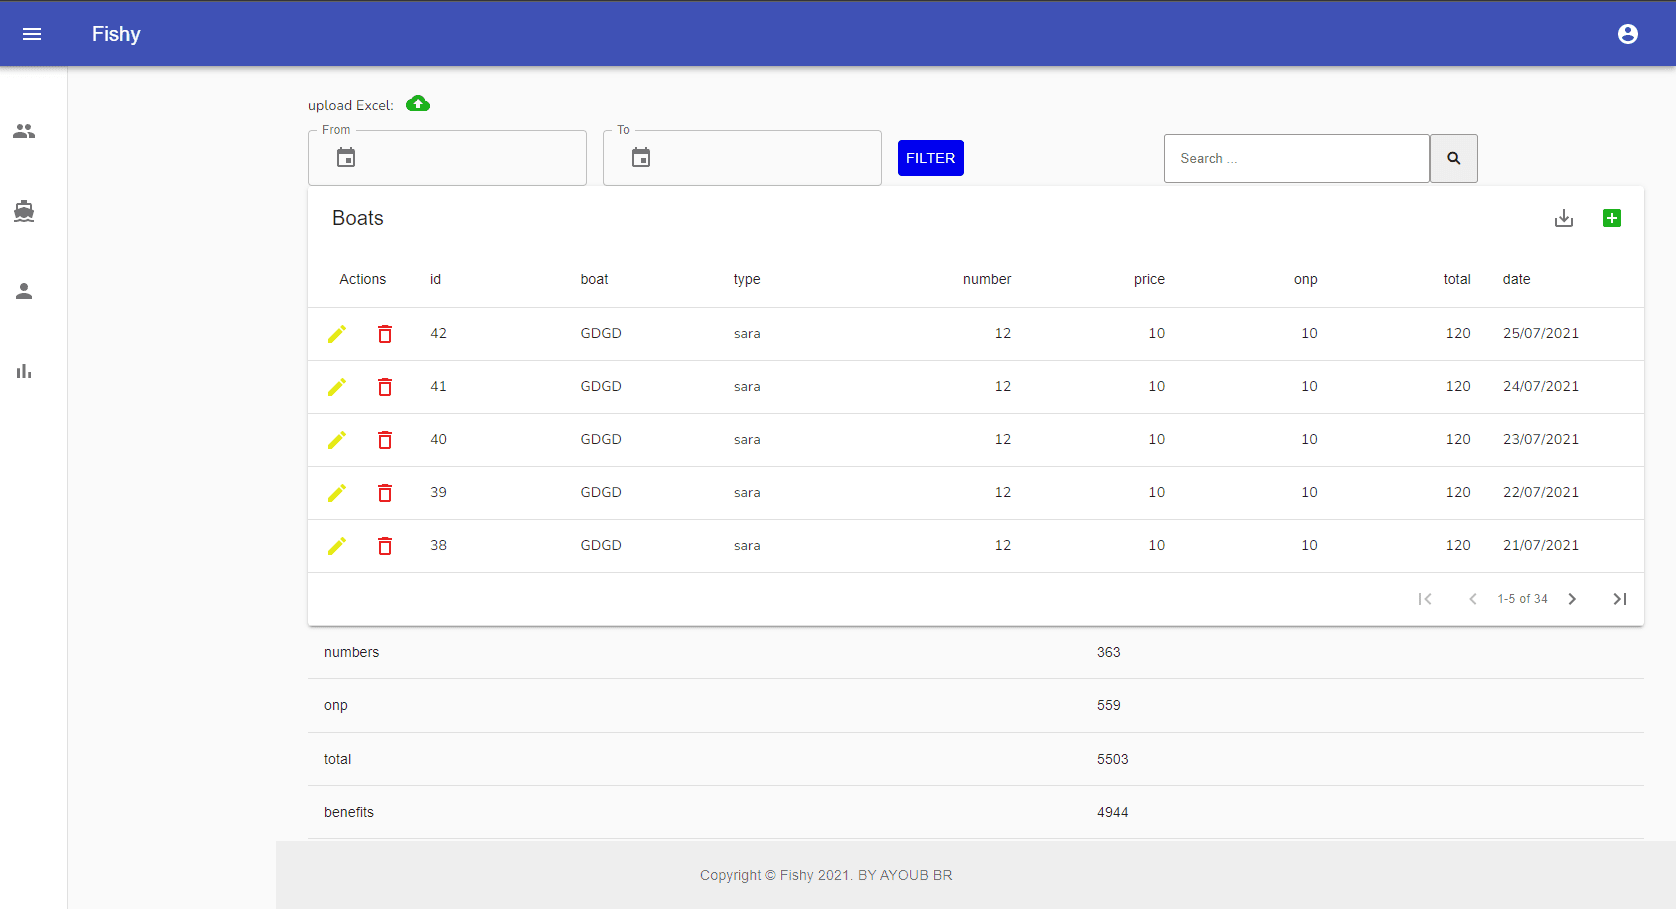 Fishy
upload Excel:
From To
FILTER Search ...
Boats
Actions id boat type number price onp total date
42 GDGD sara 12 10 10 120 25/07/2021
41 GDGD sara 12 10 10 120 24/07/2021
40 GDGD sara 12 10 10 120 23/07/2021
39 GDGD sara 12 10 10 120 22/07/2021
38 GDGD sara 12 10 10 120 21/07/2021
1-5 of 34
numbers 363
onp 559
total 5503
benefits 4944
Copyright © Fishy 2021. BY AYOUB BR